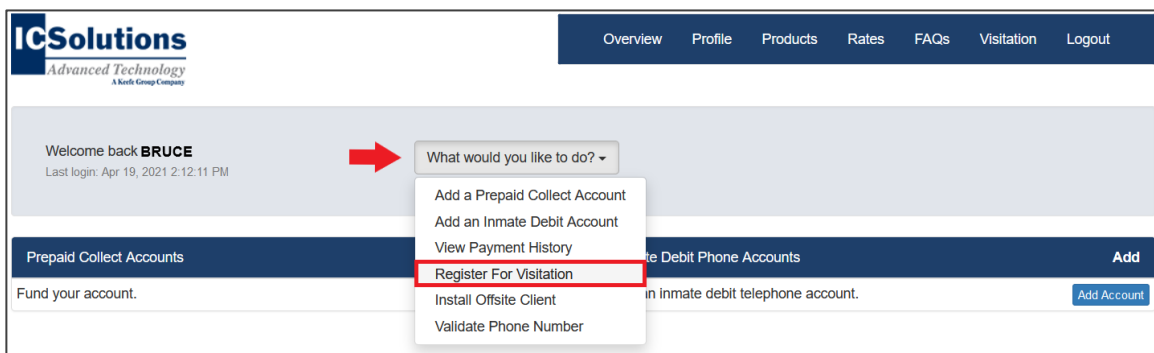 ICSolutions
Advanced Technology
A Keefe Group Company
Overview Profile Products Rates FAQs Visitation Logout
Welcome back BRUCE
Last login: Apr 19, 2021 2:12:11 PM
What would you like to do?
Add a Prepaid Collect Account
Add an Inmate Debit Account
View Payment History
Register For Visitation
Install Offsite Client
Validate Phone Number
Prepaid Collect Accounts
Fund your account.
te Debit Phone Accounts Add
an inmate debit telephone account. Add Account